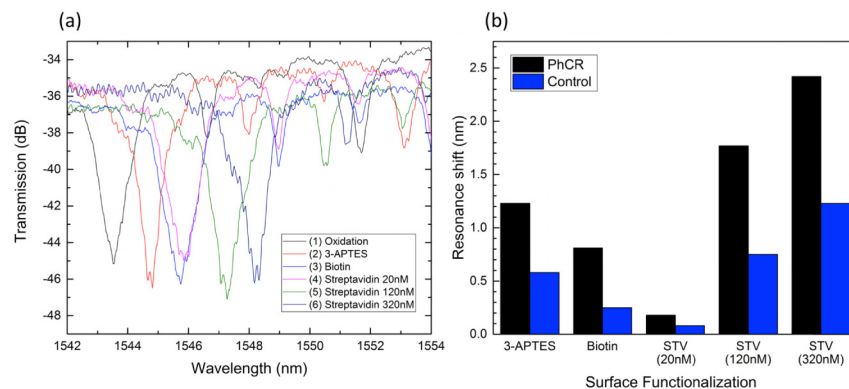 (a)
-34
-36
-38
-40
-42
-44
-46
-48
Transmission (dB)
1542 1544 1546 1548 1550 1552 1554
Wavelength (nm)
(1) Oxidation
(2) 3-APTES
(3) Biotin
(4) Streptavidin 20nM
(5) Streptavidin 120nM
(6) Streptavidin 320nM
(b)
2.5
2.0
1.5
1.0
0.5
0.0
Resonance shift (nm)
PhCR
Control
3-APTES Biotin STV STV STV
(20nM) (120nM) (320nM)
Surface Functionalization